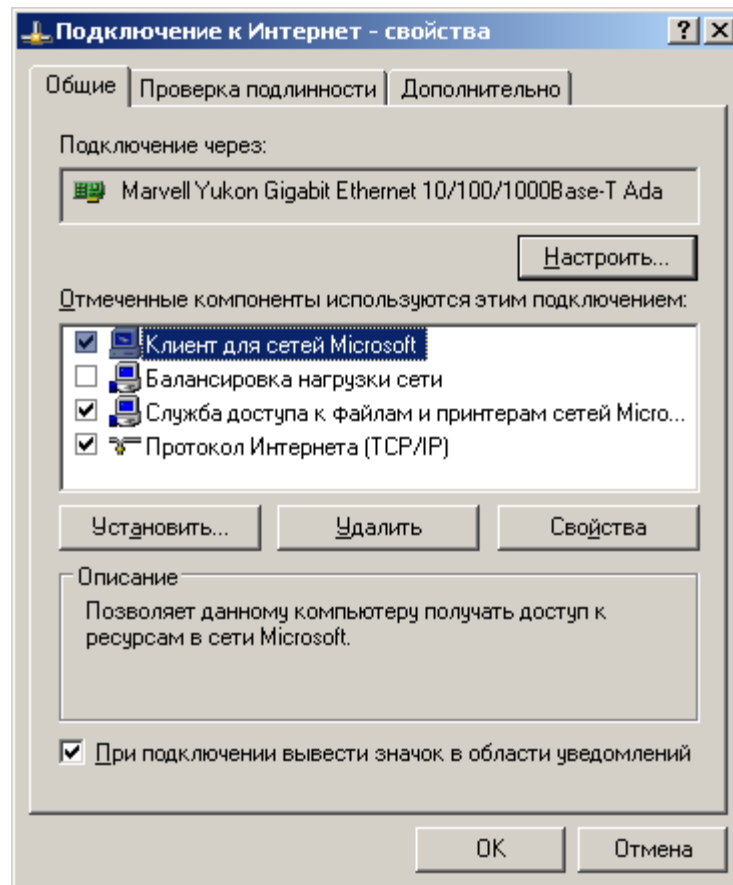 Подключение к Интернет - свойства
Общие
Проверка подлинности
Дополнительно
Подключение через:
Marvell Yukon Gigabit Ethernet 10/100/1000Base-T Ada
Настроить...
Отмеченные компоненты используются этим подключением:
Клиент для сетей Microsoft
Балансировка нагрузки сети
Служба доступа к файлам и принтерам сетей Micro...
Протокол Интернета (TCP/IP)
Установить...
Удалить
Свойства
Описание
Позволяет данному компьютеру получать доступ к
ресурсам в сети Microsoft.
При подключении вывести значок в области уведомлений
OK
Отмена